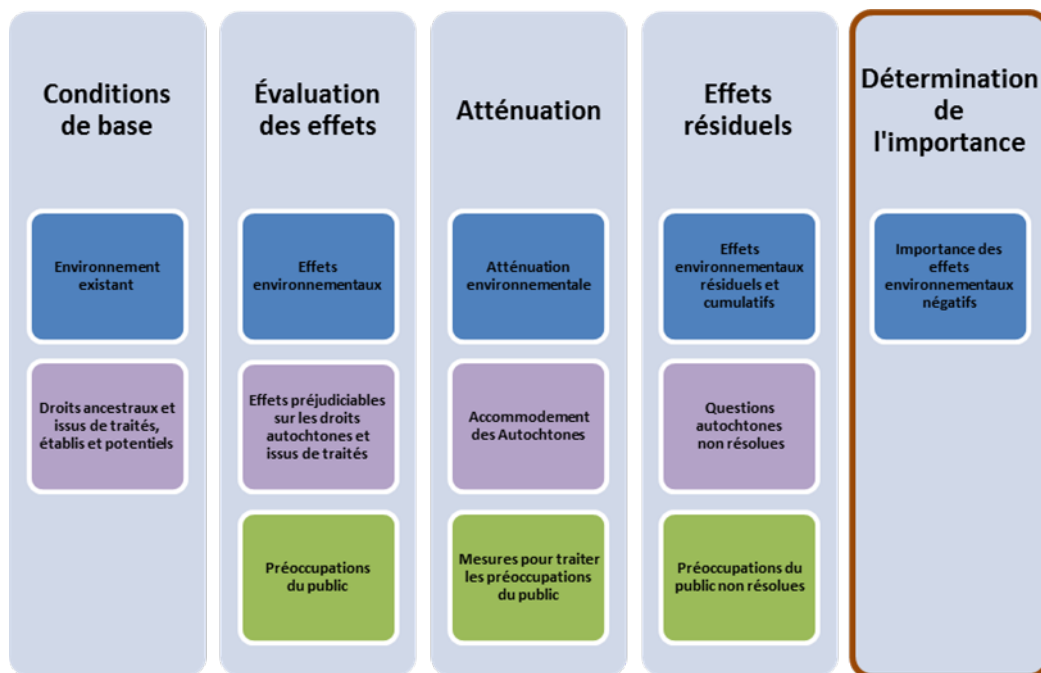 Conditions
de base
Environnement
existant
Droits ancestraux et
issus de traités,
établis et potentiels
Évaluation
des effets
Effets
environnementaux
Effets préjudiciables
sur les droits
autochtones et
issus de traités
Préoccupations
du public
Atténuation
Atténuation
environnementale
Accommodement
des Autochtones
Mesures pour traiter
les préoccupations
du public
Effets
résiduels
Effets
environnementaux
résiduels et
cumulatifs
Questions
autochtones
non résolues
Préoccupations du
public non résolues
Détermination
de
l'importance
Importance des
effets
environnementaux
négatifs